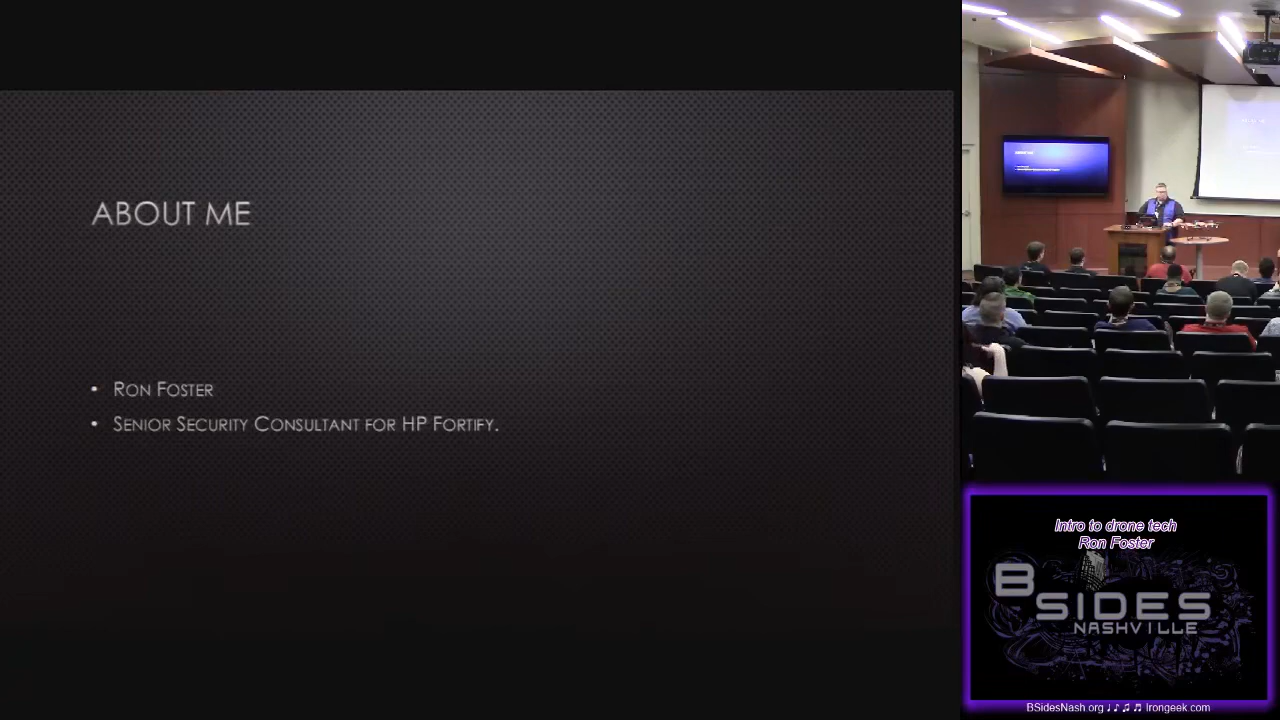 ABOUT ME
• RON FOSTER
• SENIOR SECURITY CONSULTANT FOR HP FORTIFY.
Intro to drone tech
Ron Foster
BSIDES
NASHVILLE
BSidesNash.org ♩♪♫♬ Irongeek.com